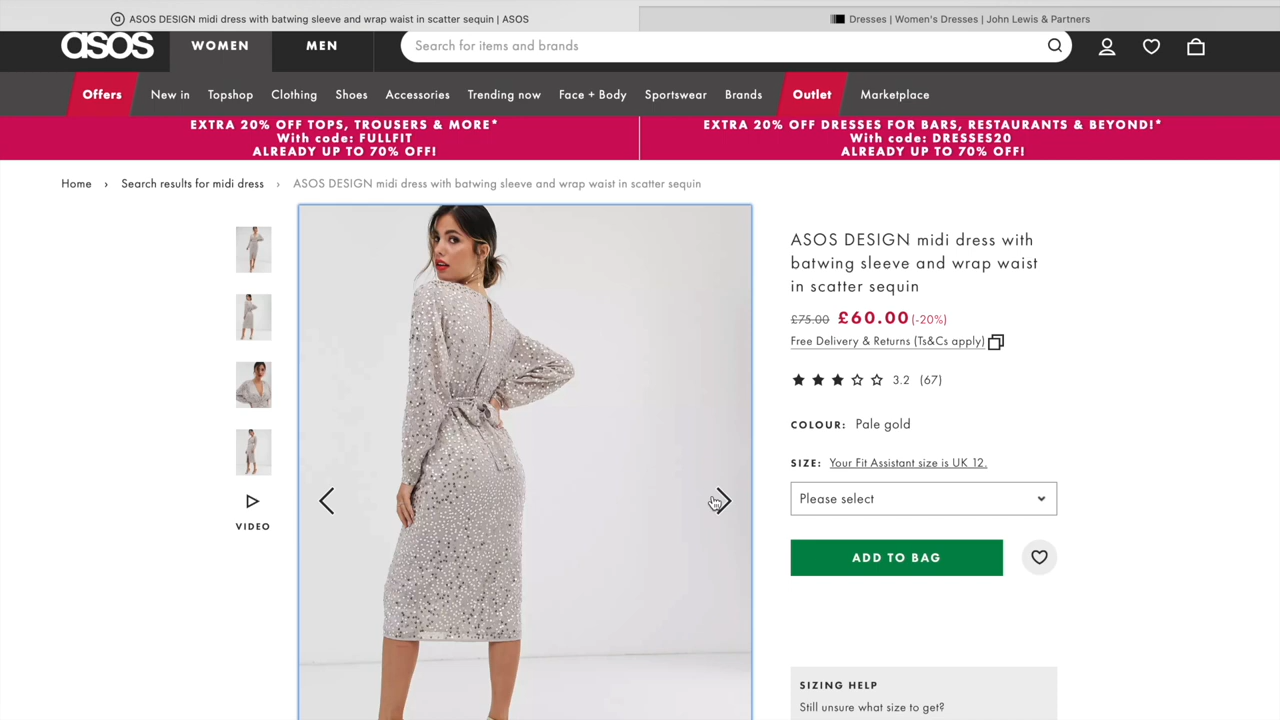 ASOS DESIGN midi dress with batwing sleeve and wrap waist in scatter sequin | ASOS
Dresses | Women's Dresses | John Lewis & Partners
asos
WOMEN
MEN
Search for items and brands
Offers
New in
Topshop
Clothing
Shoes
Accessories
Trending now
Face + Body
Sportswear
Brands
Outlet
Marketplace
EXTRA 20% OFF TOPS, TROUSERS & MORE*
With code: FULLFIT
ALREADY UP TO 70% OFF!
EXTRA 20% OFF DRESSES FOR BARS, RESTAURANTS & BEYOND!*
With code: DRESSES20
ALREADY UP TO 70% OFF!
Home › Search results for midi dress › ASOS DESIGN midi dress with batwing sleeve and wrap waist in scatter sequin
VIDEO
ASOS DESIGN midi dress with
batwing sleeve and wrap waist
in scatter sequin
£75.00 £60.00 (-20%)
Free Delivery & Returns (Ts&Cs apply)
3.2 (67)
COLOUR: Pale gold
SIZE: Your Fit Assistant size is UK 12.
Please select
ADD TO BAG
SIZING HELP
Still unsure what size to get?